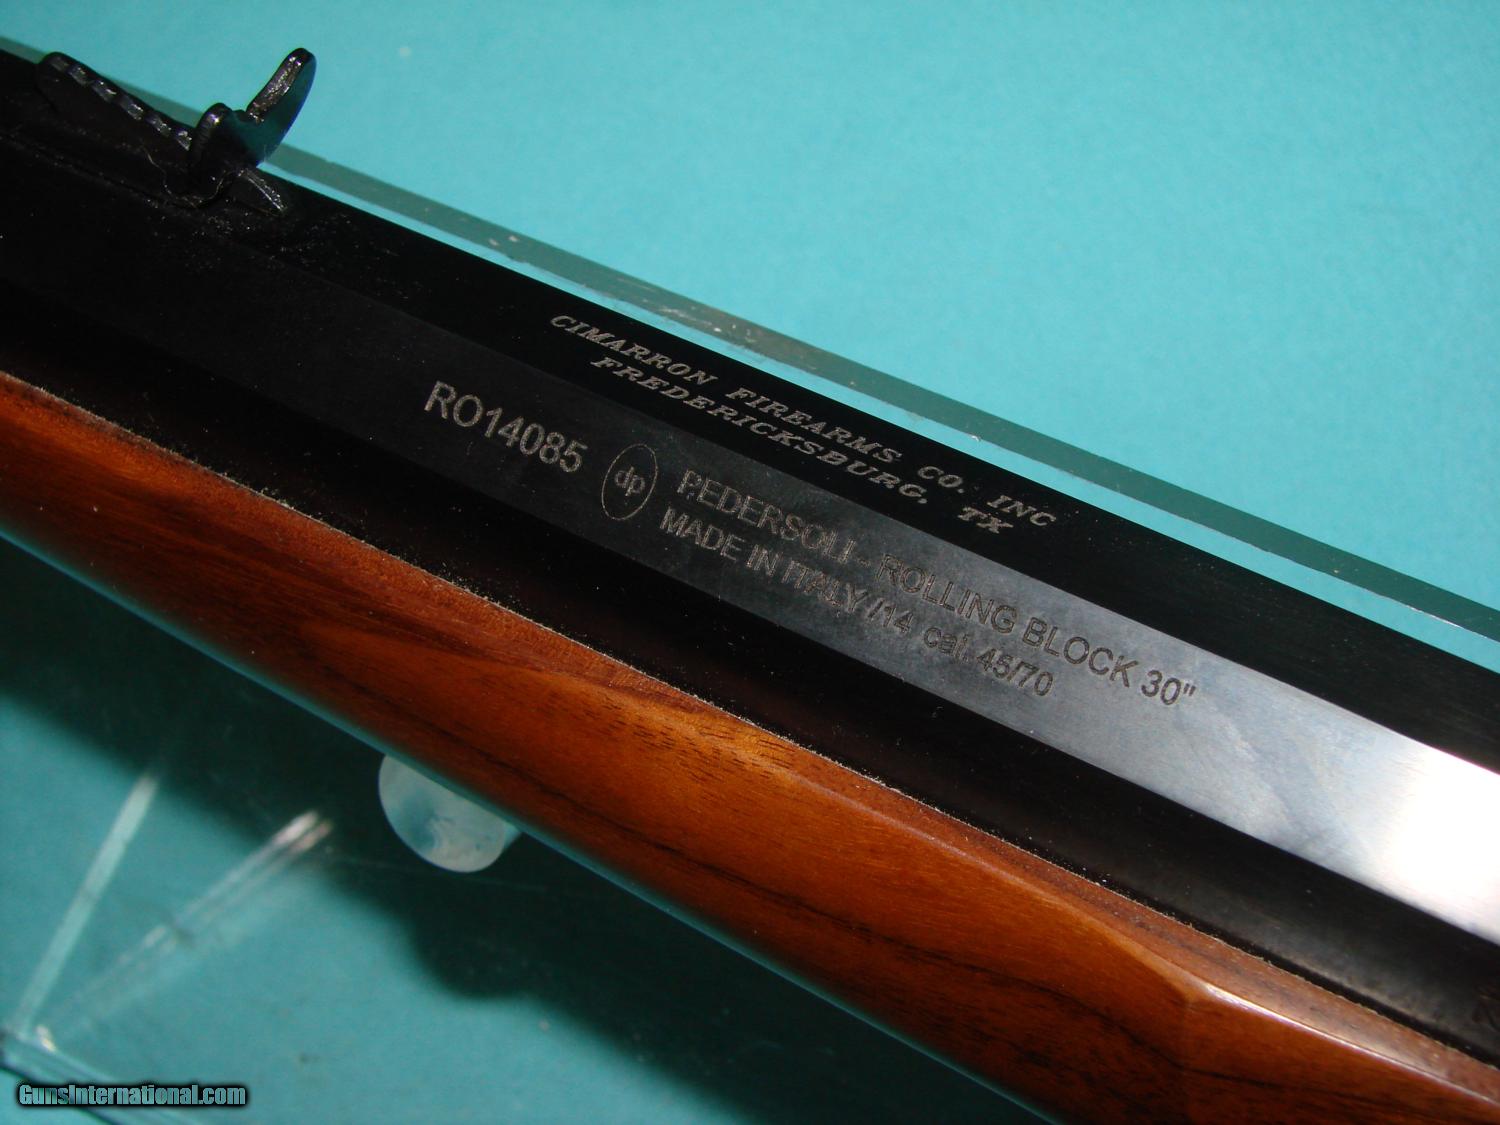 CIMARRON FIREARMS CO. INC
FREDERICKSBURG, TX
RO14085
dp
PEDERSOLI - ROLLING BLOCK 30"
MADE IN ITALY /14 cal. 45/70
GunsInternational.com